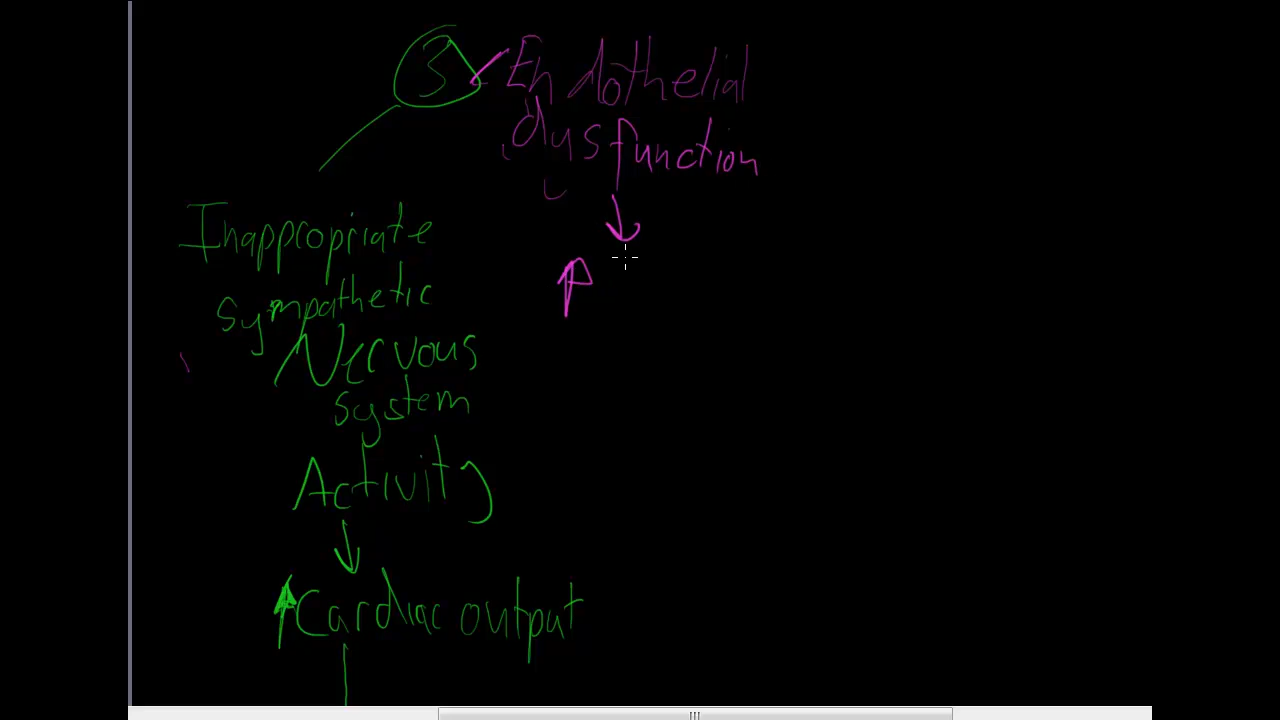 3 Endothelial
dysfunction
Inappropriate
sympathetic
Nervous
system
Activity
↓
↑ Cardiac output